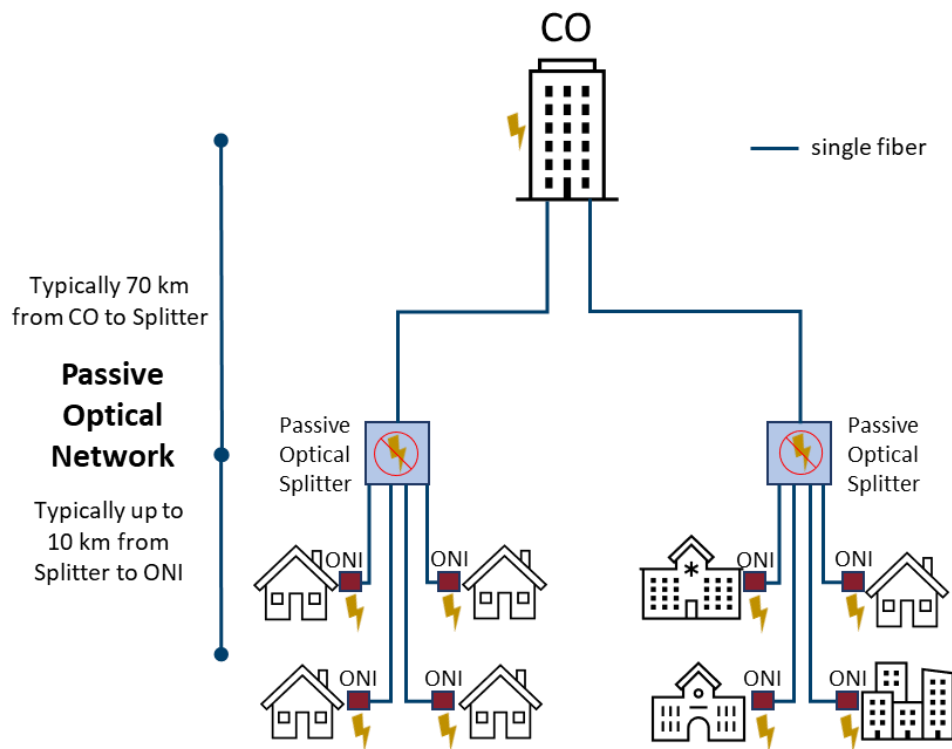 CO
single fiber
Typically 70 km
from CO to Splitter
Passive
Optical
Network
Typically up to
10 km from
Splitter to ONI
Passive
Optical
Splitter
Passive
Optical
Splitter
ONI
ONI
ONI
ONI
ONI
ONI
ONI
ONI